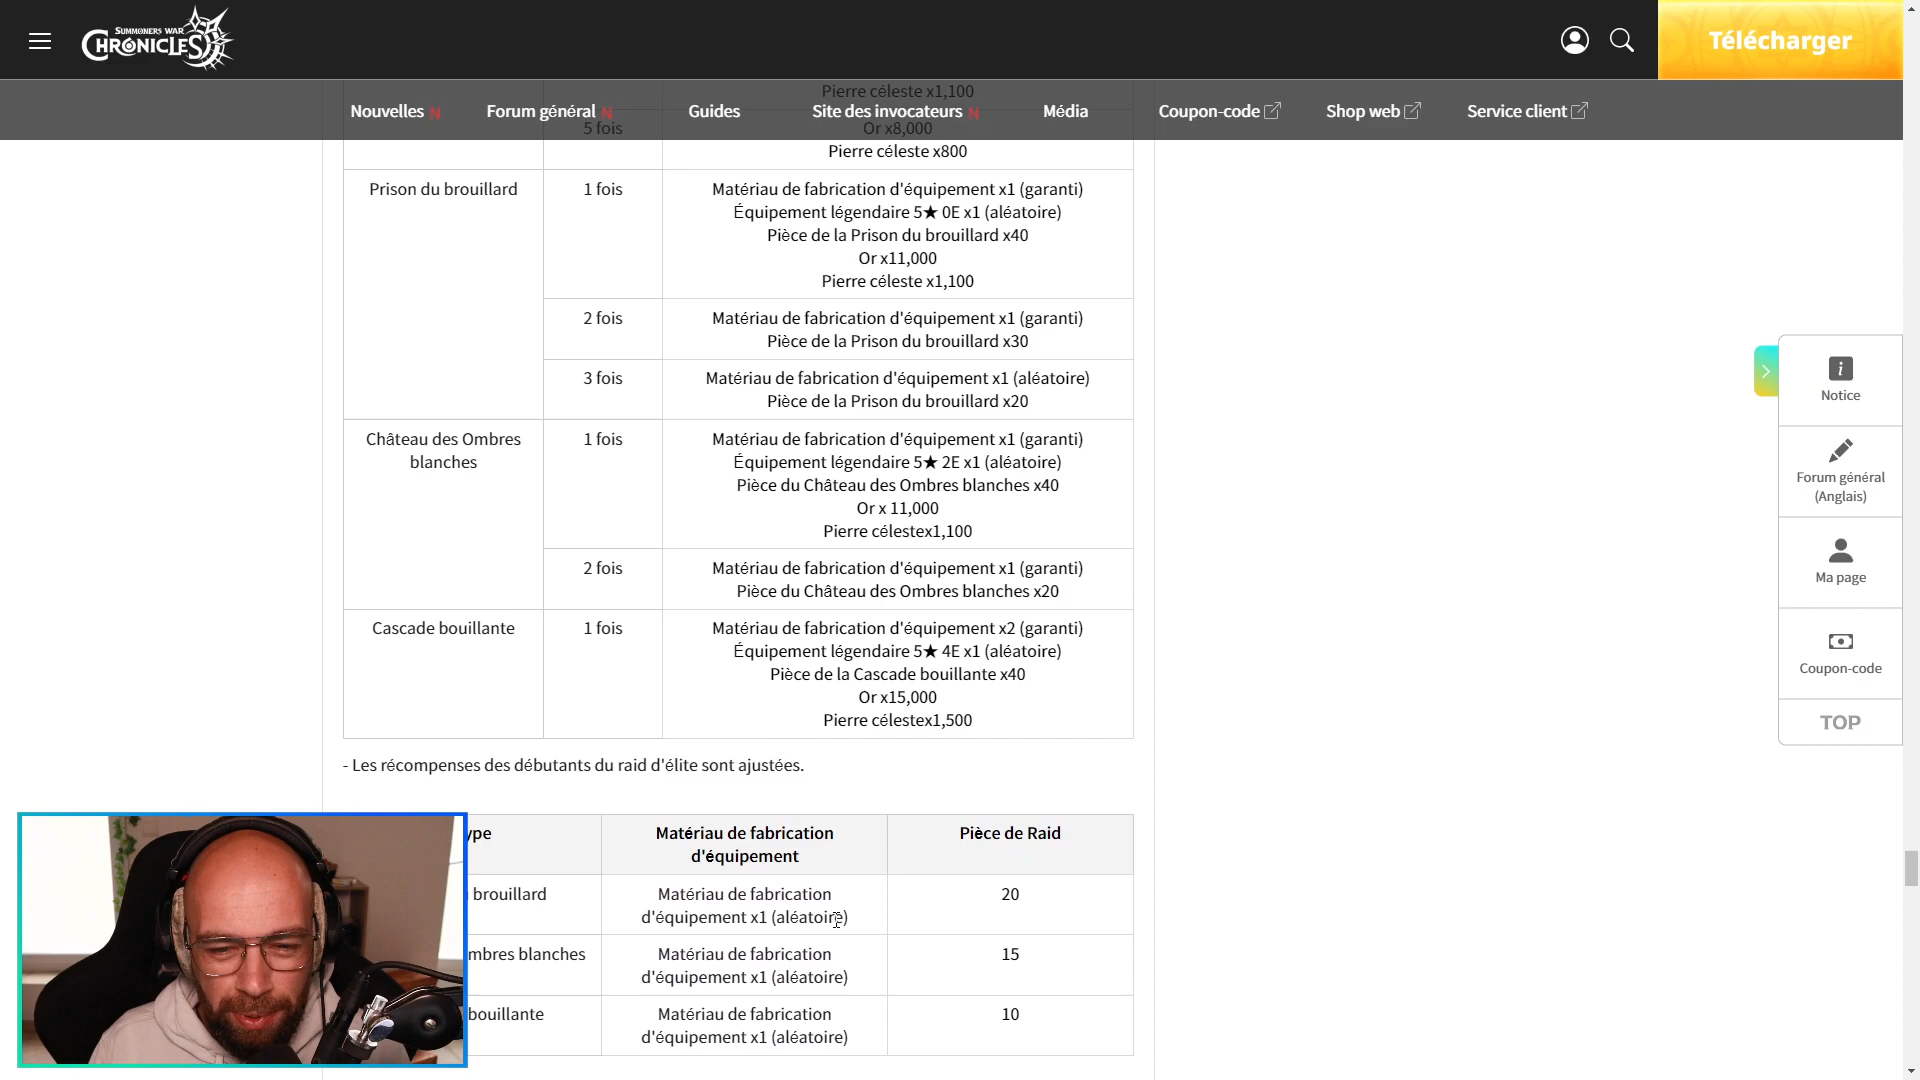 SUMMONERS WAR
CHRONICLES
Télécharger
Nouvelles N
Forum général N
Guides
Site des invocateurs N
Média
Coupon-code
Shop web
Service client
Pierre céleste x1,100
5 fois
Or x8,000
Pierre céleste x800
Prison du brouillard
1 fois
Matériau de fabrication d'équipement x1 (garanti)
Équipement légendaire 5★ 0E x1 (aléatoire)
Pièce de la Prison du brouillard x40
Or x11,000
Pierre céleste x1,100
2 fois
Matériau de fabrication d'équipement x1 (garanti)
Pièce de la Prison du brouillard x30
3 fois
Matériau de fabrication d'équipement x1 (aléatoire)
Pièce de la Prison du brouillard x20
Château des Ombres
blanches
1 fois
Matériau de fabrication d'équipement x1 (garanti)
Équipement légendaire 5★ 2E x1 (aléatoire)
Pièce du Château des Ombres blanches x40
Or x 11,000
Pierre célestex1,100
2 fois
Matériau de fabrication d'équipement x1 (garanti)
Pièce du Château des Ombres blanches x20
Cascade bouillante
1 fois
Matériau de fabrication d'équipement x2 (garanti)
Équipement légendaire 5★ 4E x1 (aléatoire)
Pièce de la Cascade bouillante x40
Or x15,000
Pierre célestex1,500
- Les récompenses des débutants du raid d'élite sont ajustées.
ype
Matériau de fabrication
d'équipement
Pièce de Raid
brouillard
Matériau de fabrication
d'équipement x1 (aléatoire)
20
mbres blanches
Matériau de fabrication
d'équipement x1 (aléatoire)
15
bouillante
Matériau de fabrication
d'équipement x1 (aléatoire)
10
Notice
Forum général
(Anglais)
Ma page
Coupon-code
TOP